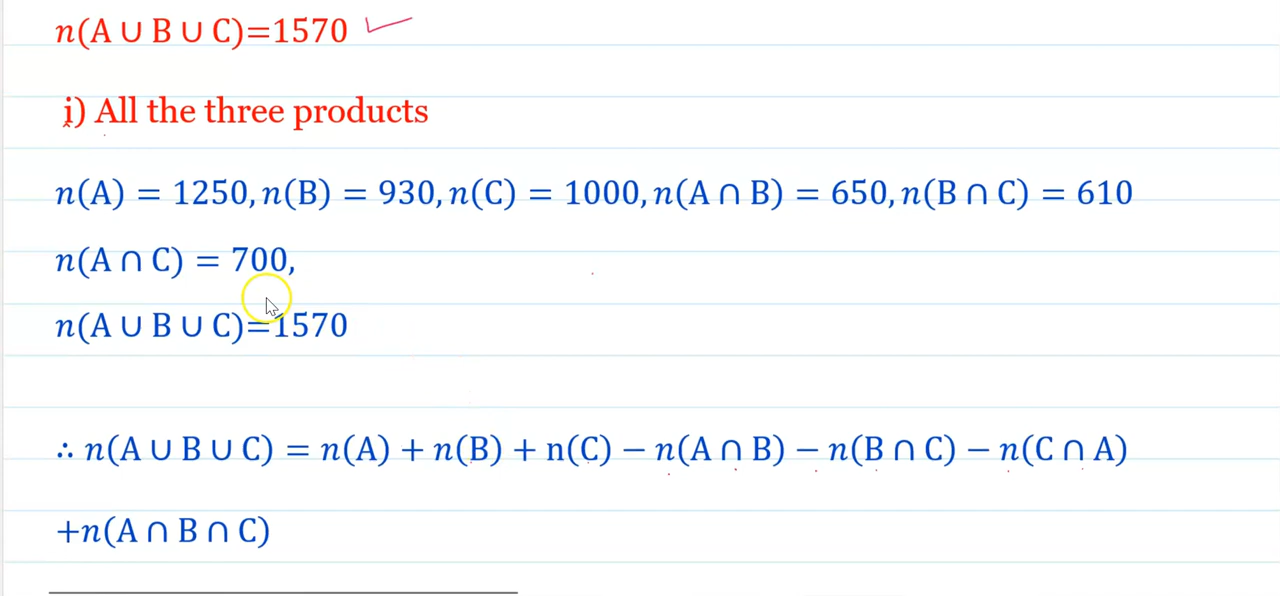 n(A ∪ B ∪ C)=1570
i) All the three products
n(A) = 1250, n(B) = 930, n(C) = 1000, n(A ∩ B) = 650, n(B ∩ C) = 610
n(A ∩ C) = 700,
n(A ∪ B ∪ C)=1570
∴ n(A ∪ B ∪ C) = n(A) + n(B) + n(C) − n(A ∩ B) − n(B ∩ C) − n(C ∩ A)
+n(A ∩ B ∩ C)